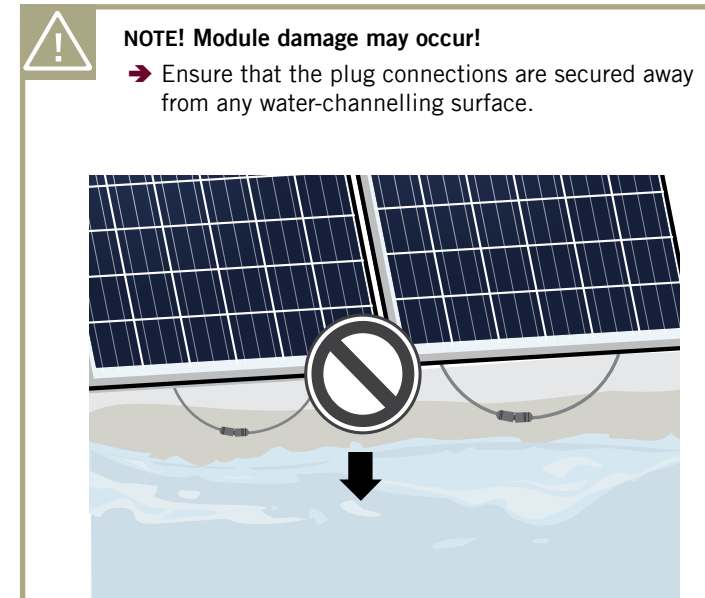 NOTE! Module damage may occur!
➔ Ensure that the plug connections are secured away
from any water-channelling surface.